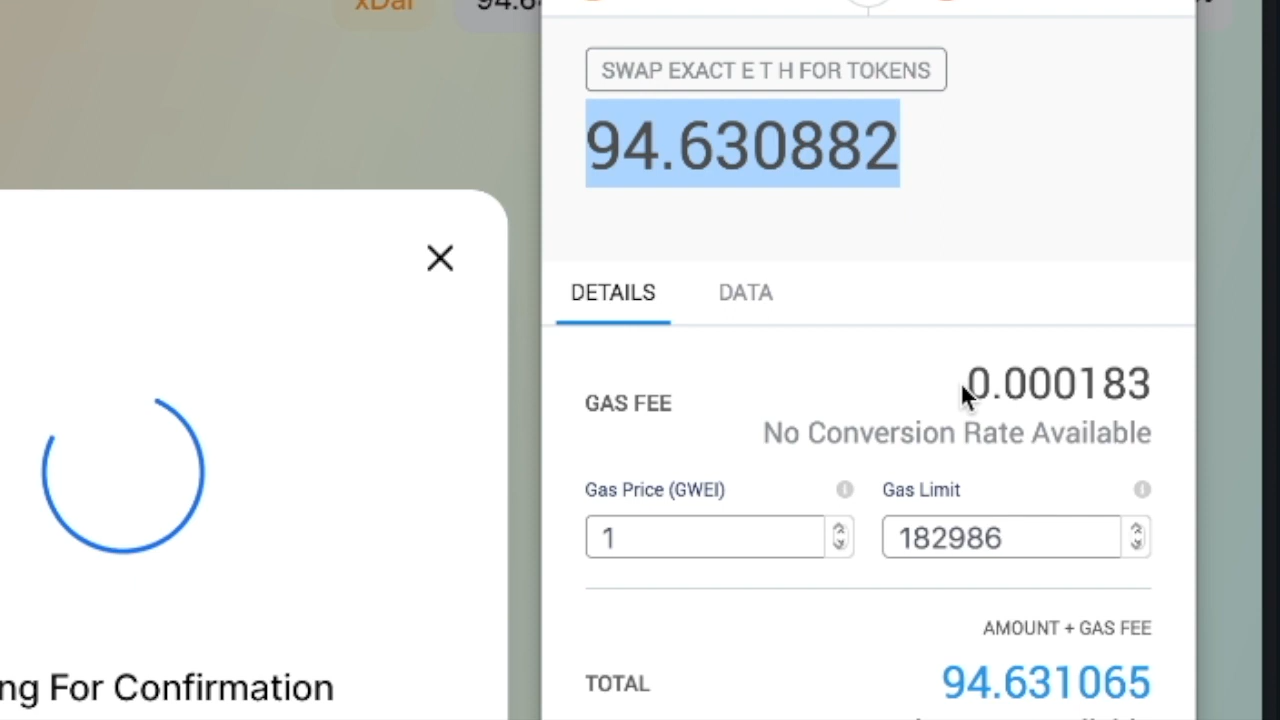 xDai
SWAP EXACT E T H FOR TOKENS
94.630882
DETAILS
DATA
GAS FEE
0.000183
No Conversion Rate Available
Gas Price (GWEI)
Gas Limit
1
182986
AMOUNT + GAS FEE
TOTAL
94.631065
ng For Confirmation